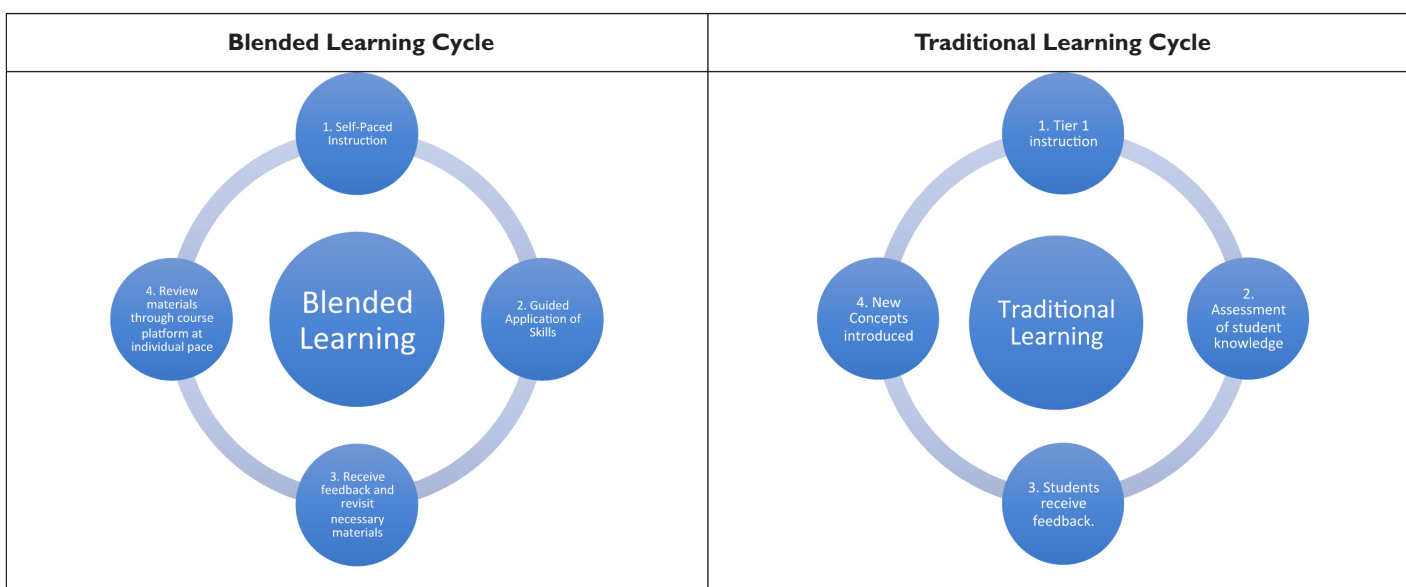 Blended Learning Cycle
Traditional Learning Cycle
1. Self-Paced
Instruction
2. Guided
Application of
Skills
3. Receive
feedback and
revisit
necessary
materials
4. Review
materials
through course
platform at
individual pace
Blended
Learning
1. Tier 1
instruction
2.
Assessment
of student
knowledge
3. Students
receive
feedback.
4. New
Concepts
introduced
Traditional
Learning